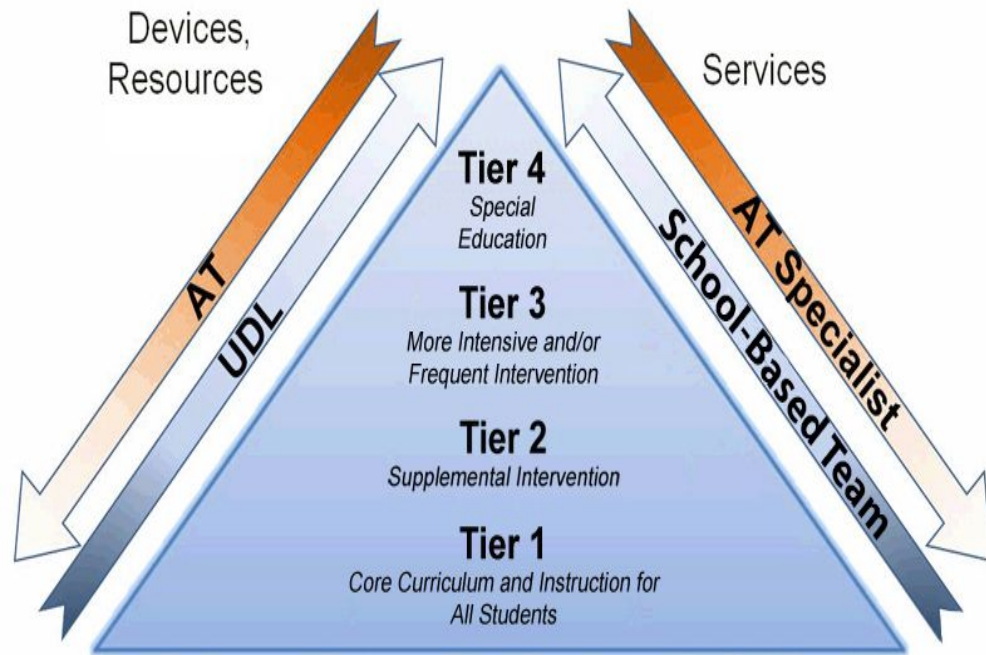 Devices,
Resources
Services
AT
UDL
AT Specialist
School-Based Team
Tier 4
Special
Education
Tier 3
More Intensive and/or
Frequent Intervention
Tier 2
Supplemental Intervention
Tier 1
Core Curriculum and Instruction for
All Students